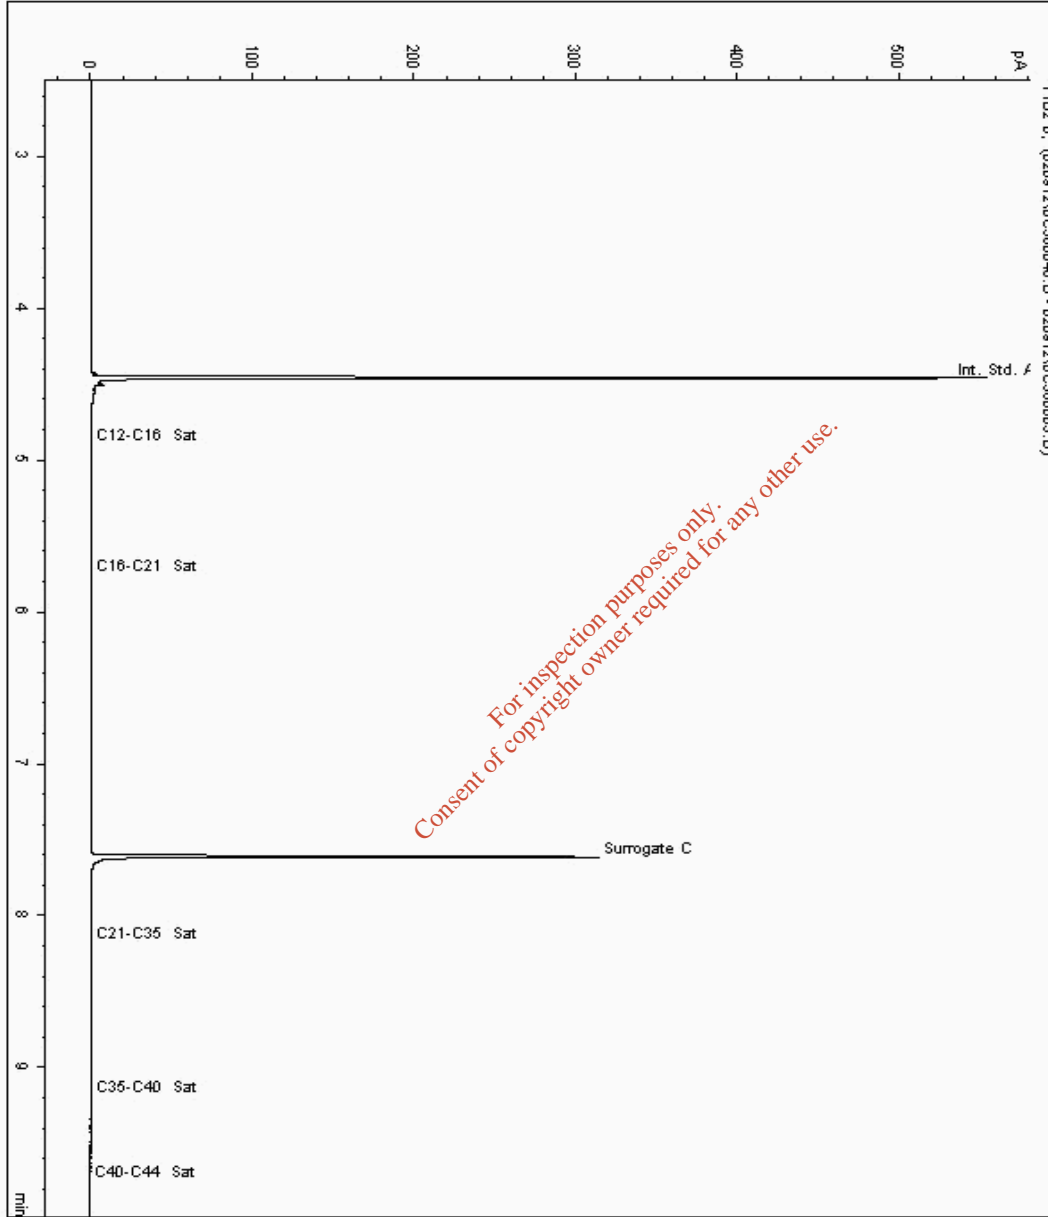 pA
0
100
200
300
400
500
3
4
5
6
7
8
9
min
Int. Std.
C12-C16 Sat
C16-C21 Sat
Surrogate C
C21-C35 Sat
C35-C40 Sat
C40-C44 Sat
For inspection purposes only.
Consent of copyright owner required for any other use.